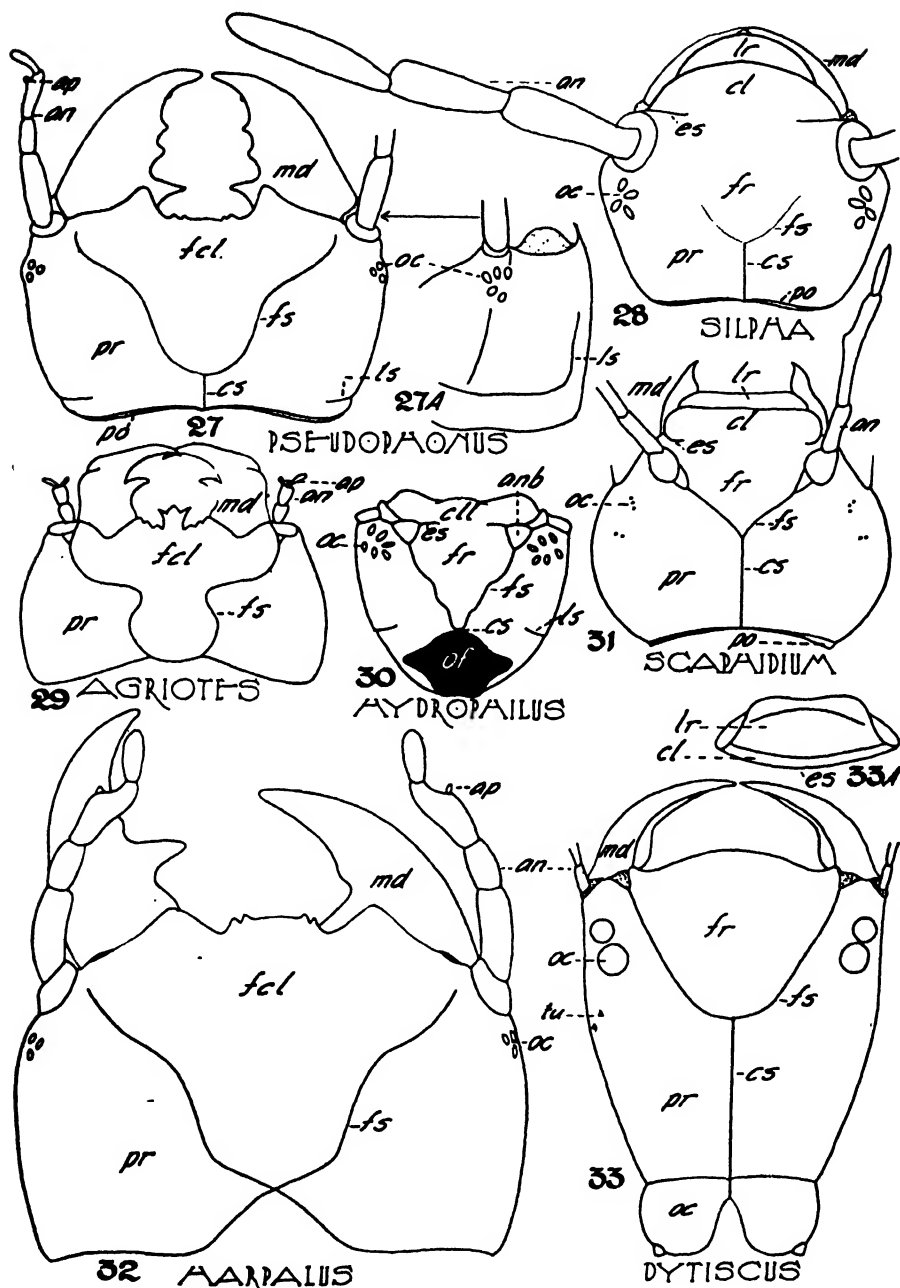 ap
an
md
fcl.
oc
pr
fs
cs
ls
po
27
27A
ls
PSEUDOPHONUS
an
lr
md
cl
es
oc
fr
fs
pr
cs
po
28
SILPHA
ap
an
md
fcl
pr
fs
29 AGRIOTES
anb
cll
oc
es
fr
fs
cs
ls
of
30
HYDROPHILUS
lr
md
cl
an
es
fr
oc
fs
cs
pr
po
31
SCAPHIDIUM
lr
cl
es 33A
ap
an
md
fcl
oc
fs
pr
32 HARPALUS
md
fr
oc
fs
tu
cs
pr
33
oc
DYTISCUS